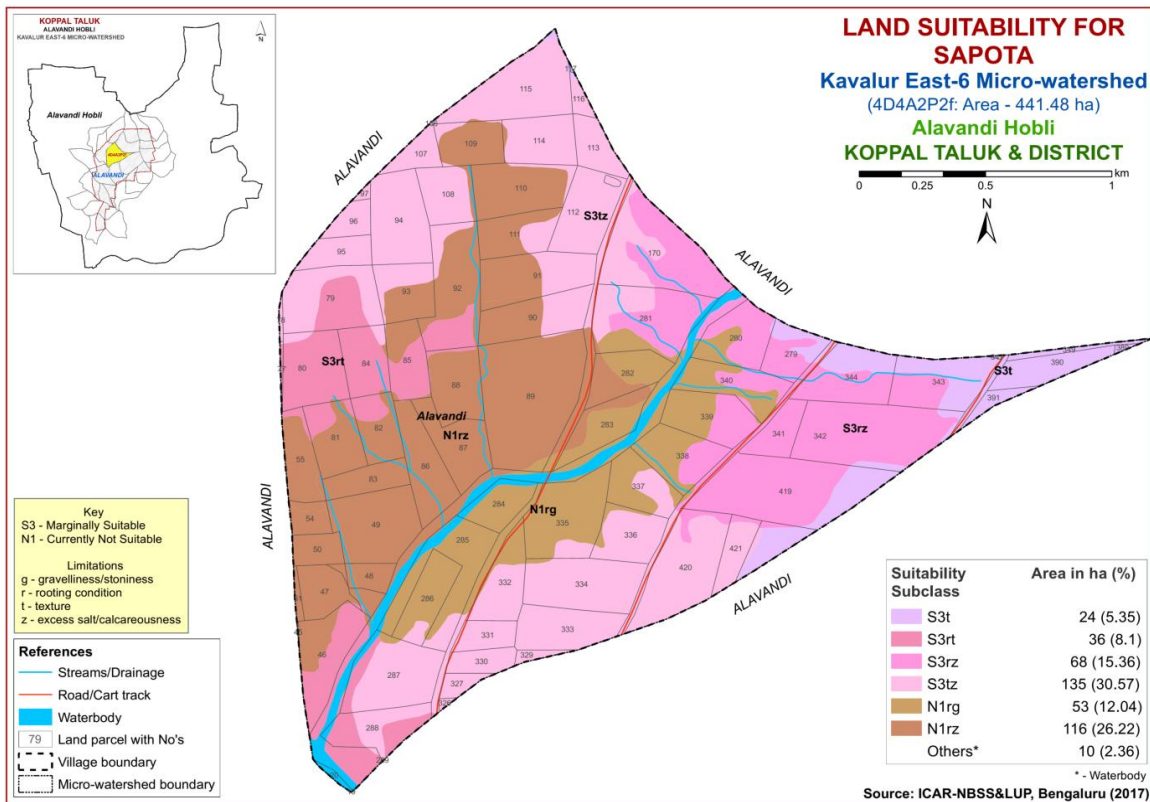 KOPPAL TALUK
ALAVANDI HOBLI
KAVALUR EAST-6 MICRO-WATERSHED
N
Alavandi Hobli
4D4A2P2f
ALAVANDI
LAND SUITABILITY FOR
SAPOTA
Kavalur East-6 Micro-watershed
(4D4A2P2f: Area - 441.48 ha)
Alavandi Hobli
KOPPAL TALUK & DISTRICT
km
0 0.25 0.5 1
N
115
116
109
114
113
107
ALAVANDI
110
108
112
S3tz
96
94
111
170
ALAVANDI
95
91
93
92
79
90
281
280
279
S3rt
84
85
80
282
340
344
343
S3t
390
391
88
89
339
Alavandi
N1rz
87
283
S3rz
81
82
341
342
338
55
86
83
337
419
ALAVANDI
284
N1rg
54
49
335
285
336
421
50
420
48
332
334
47
286
ALAVANDI
331
333
46
330
329
287
327
288
Key
S3 - Marginally Suitable
N1 - Currently Not Suitable
Limitations
g - gravelliness/stoniness
r - rooting condition
t - texture
z - excess salt/calcareousness
References
Streams/Drainage
Road/Cart track
Waterbody
79 Land parcel with No's
Village boundary
Micro-watershed boundary
Suitability Subclass Area in ha (%)
S3t 24 (5.35)
S3rt 36 (8.1)
S3rz 68 (15.36)
S3tz 135 (30.57)
N1rg 53 (12.04)
N1rz 116 (26.22)
Others* 10 (2.36)
* - Waterbody
Source: ICAR-NBSS&LUP, Bengaluru (2017)